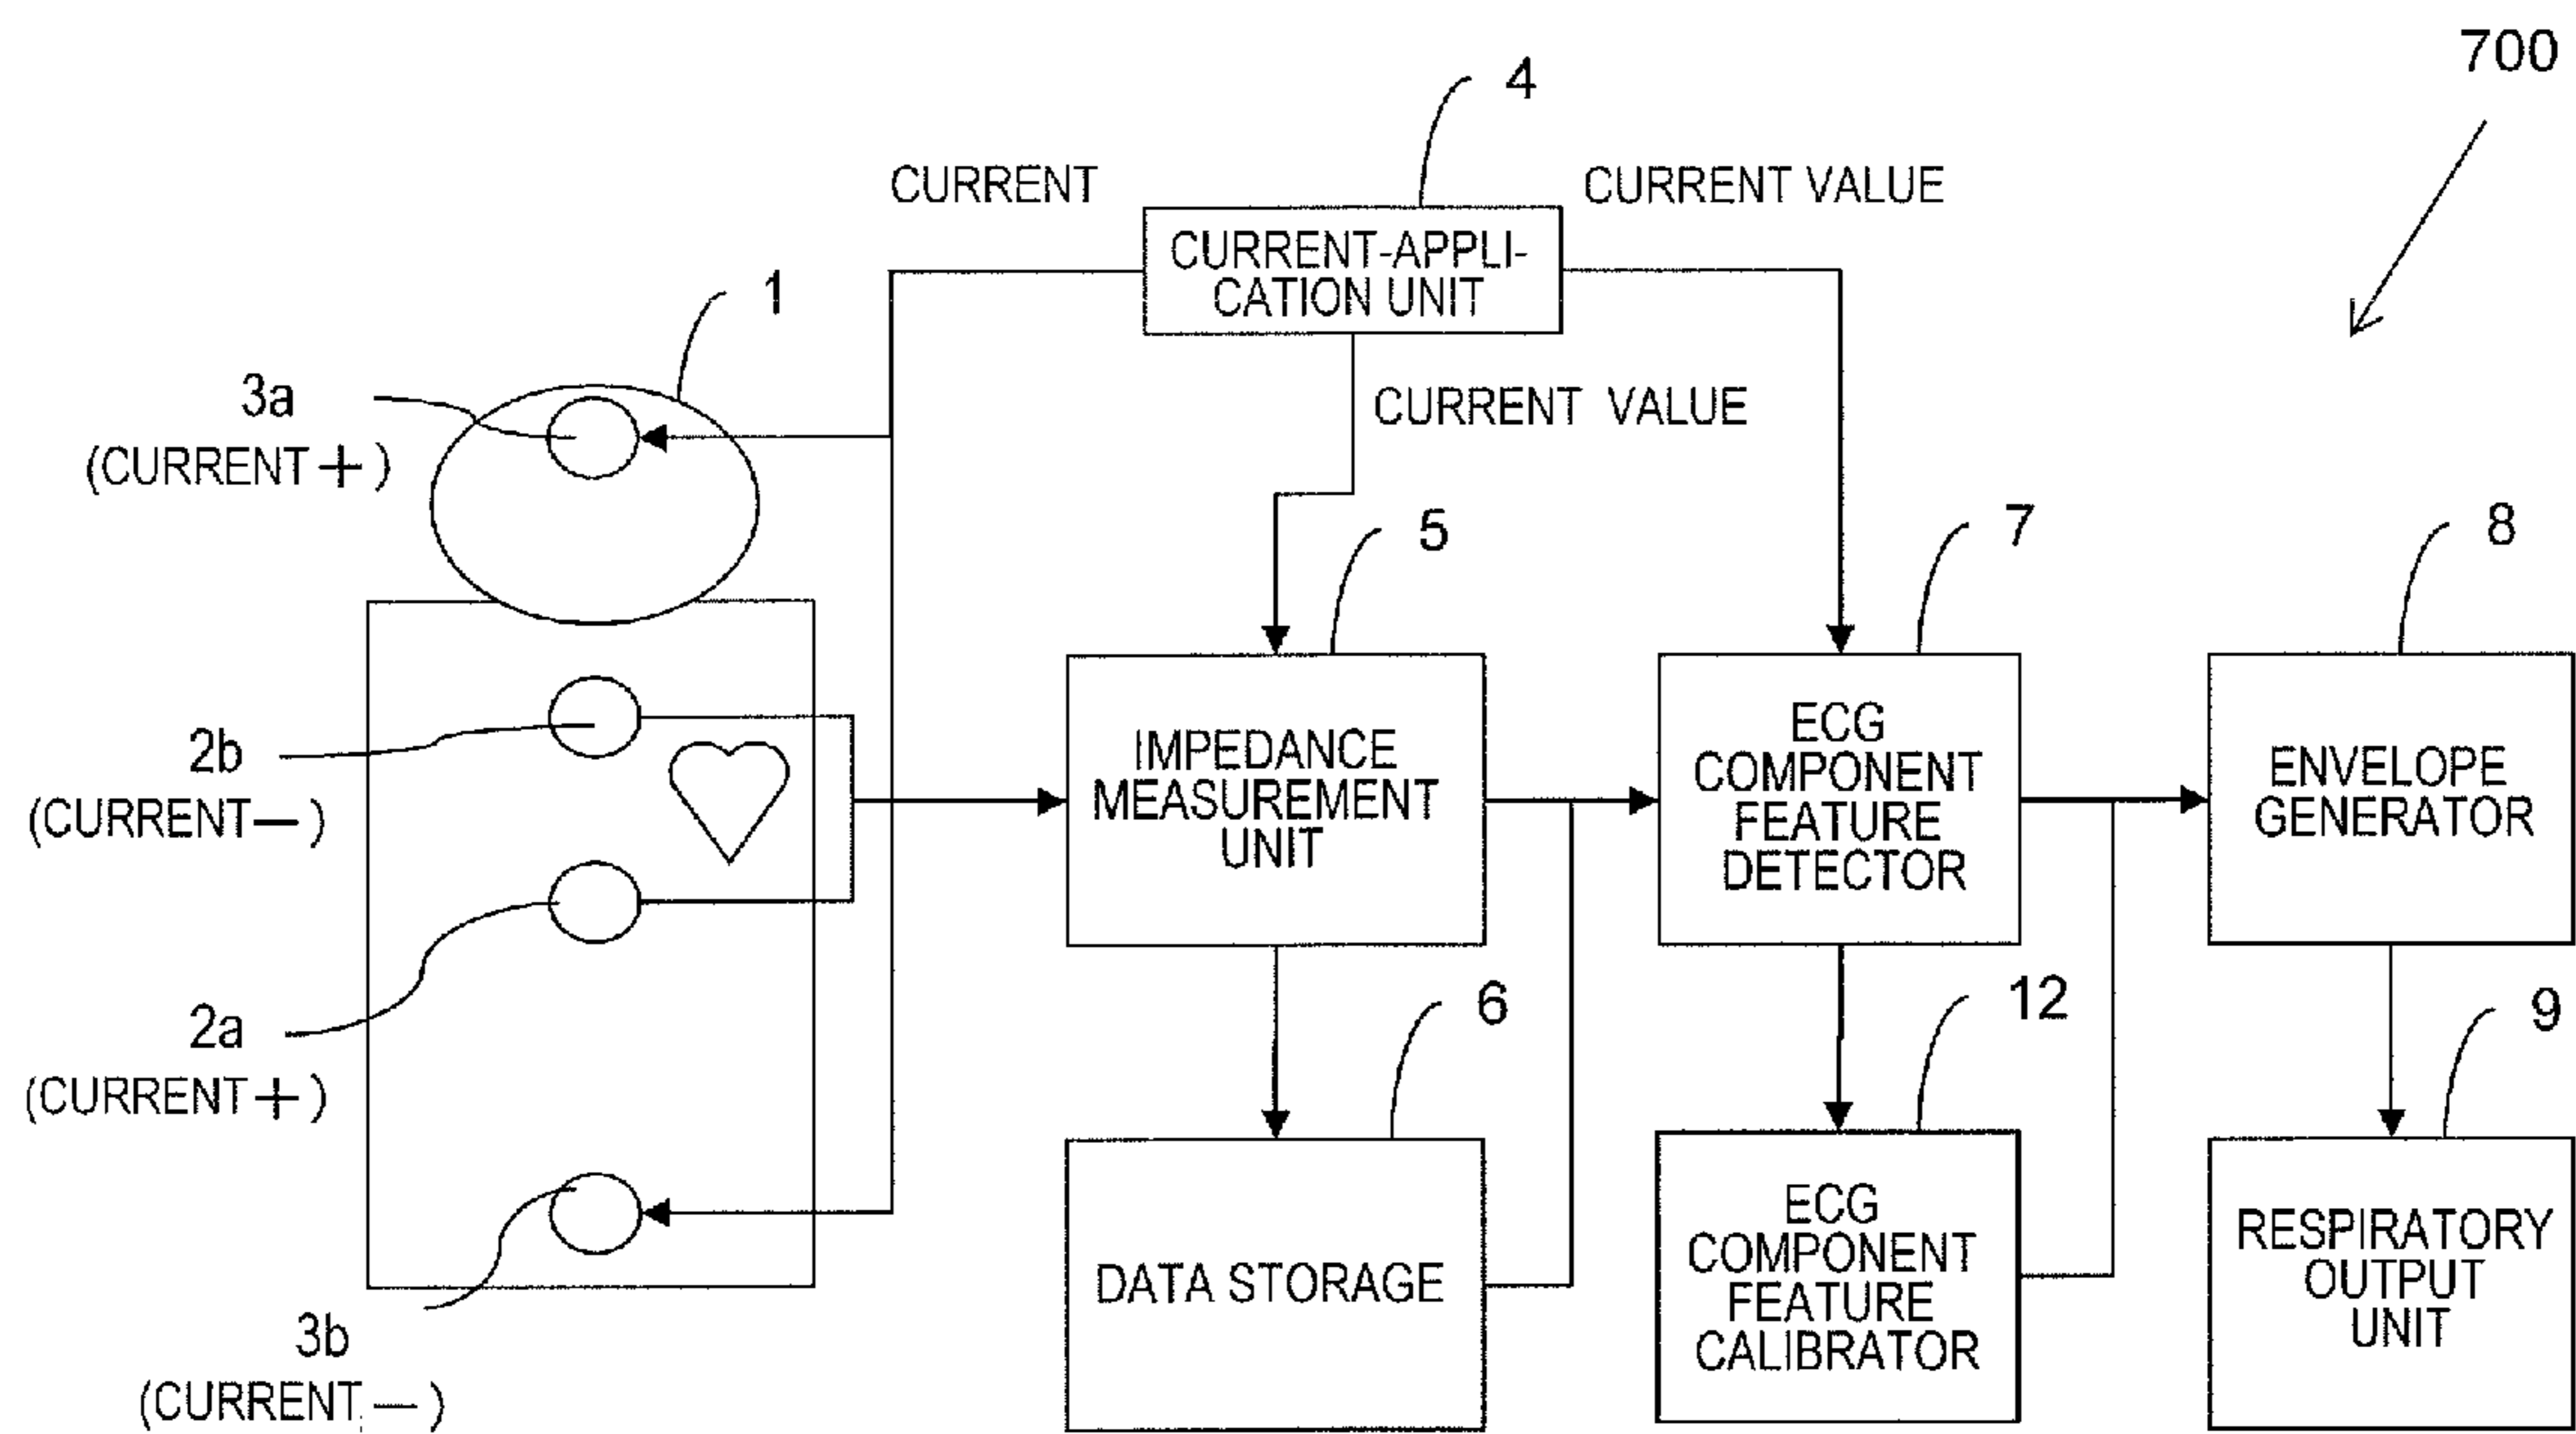 700
4
CURRENT
CURRENT VALUE
CURRENT-APPLI-
CATION UNIT
1
3a
(CURRENT+)
CURRENT VALUE
5
7
8
2b
(CURRENT−)
IMPEDANCE
MEASUREMENT
UNIT
ECG
COMPONENT
FEATURE
DETECTOR
ENVELOPE
GENERATOR
2a
(CURRENT+)
6
12
9
DATA STORAGE
ECG
COMPONENT
FEATURE
CALIBRATOR
RESPIRATORY
OUTPUT
UNIT
3b
(CURRENT−)